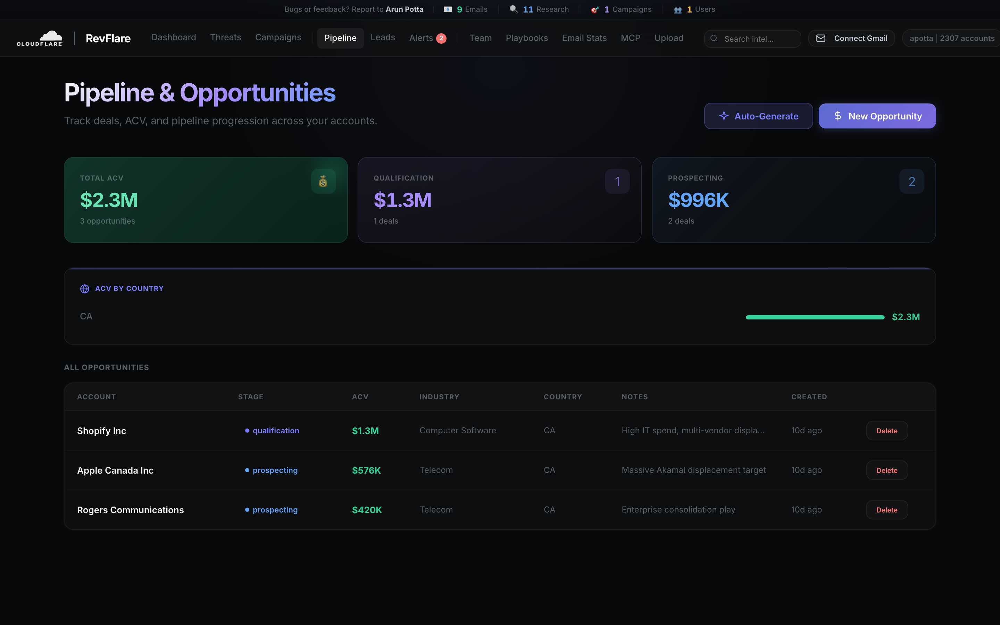 Bugs or feedback? Report to Arun Potta 9 Emails 11 Research 1 Campaigns 1 Users
CLOUDFLARE RevFlare Dashboard Threats Campaigns Pipeline Leads Alerts 2 Team Playbooks Email Stats MCP Upload Search intel... Connect Gmail apotta | 2307 accounts
Pipeline & Opportunities
Track deals, ACV, and pipeline progression across your accounts.
Auto-Generate
$ New Opportunity
TOTAL ACV
$2.3M
3 opportunities
QUALIFICATION
1
$1.3M
1 deals
PROSPECTING
2
$996K
2 deals
ACV BY COUNTRY
CA $2.3M
ALL OPPORTUNITIES
ACCOUNT STAGE ACV INDUSTRY COUNTRY NOTES CREATED
Shopify Inc qualification $1.3M Computer Software CA High IT spend, multi-vendor displa... 10d ago Delete
Apple Canada Inc prospecting $576K Telecom CA Massive Akamai displacement target 10d ago Delete
Rogers Communications prospecting $420K Telecom CA Enterprise consolidation play 10d ago Delete